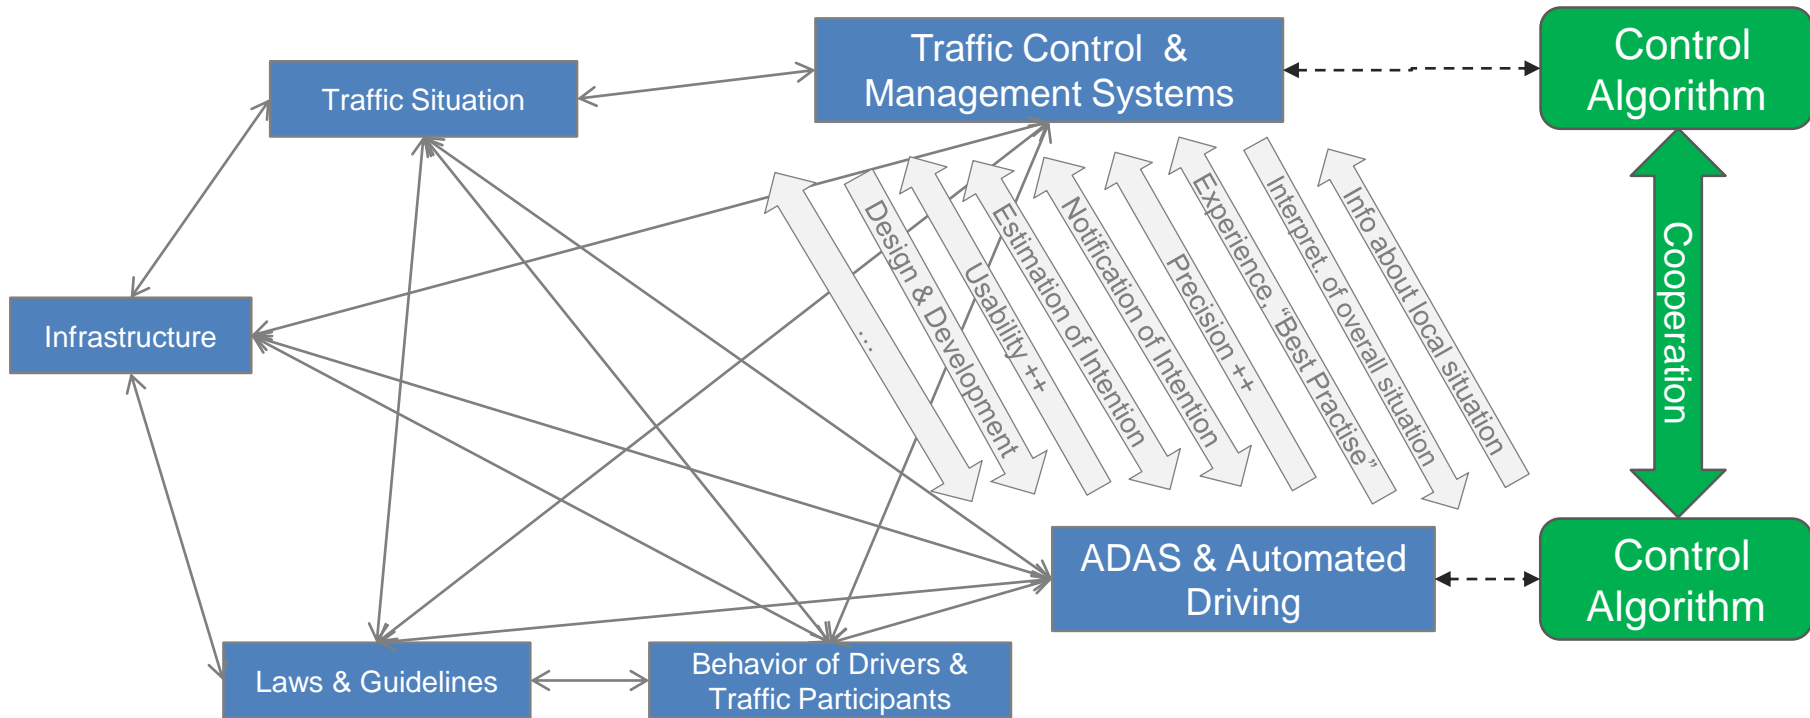 Traffic Control &
Management Systems
Control
Algorithm
Traffic Situation
Infrastructure
...
Design & Development
Usability ++
Estimation of Intention
Notification of Intention
Precision ++
Experience, “Best Practise”
Interpret. of overall situation
Info about local situation
Cooperation
ADAS & Automated
Driving
Control
Algorithm
Laws & Guidelines
Behavior of Drivers &
Traffic Participants